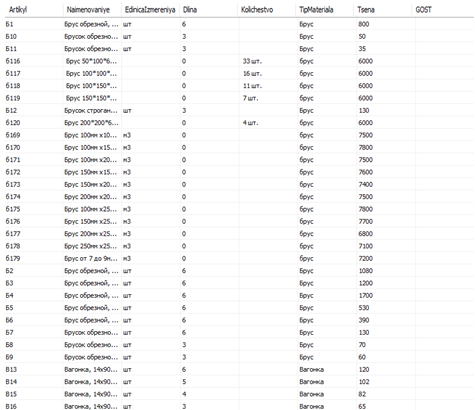 Artikyl Naimenovaniye EdinicaIzmereniya Dlina Kolichestvo TipMateriala Tsena GOST
Б1 Брус обрезной, ... шт 6 Брус 800
Б10 Брусок обрезно... шт 3 Брус 50
Б11 Брусок обрезно... шт 3 Брус 35
б116 Брус 50*100*6... 0 33 шт. брус 6000
б117 Брус 100*100*... 0 16 шт. брус 6000
б118 Брус 100*150*... 0 11 шт. брус 6000
б119 Брус 150*150*... 0 7 шт. брус 6000
Б12 Брусок строган... шт 3 Брус 130
б120 Брус 200*200*6... 0 4 шт. брус 6000
б169 Брус 100мм х10... м3 0 брус 7500
б170 Брус 100мм х15... м3 0 брус 7800
б171 Брус 100мм х20... м3 0 брус 7500
б172 Брус 150мм х15... м3 0 брус 7600
б173 Брус 150мм х20... м3 0 брус 7400
б174 Брус 200мм х20... м3 0 брус 7500
б175 Брус 100мм х25... м3 0 брус 7800
б176 Брус 150мм х25... м3 0 брус 7700
б177 Брус 200мм х25... м3 0 брус 6800
б178 Брус 250мм х25... м3 0 брус 7100
б179 Брус от 7 до 9м... м3 0 брус 7200
Б2 Брус обрезной, ... шт 6 Брус 1080
Б3 Брус обрезной, ... шт 6 Брус 1200
Б4 Брус обрезной, ... шт 6 Брус 1700
Б5 Брус обрезной, ... шт 6 Брус 530
Б6 Брус обрезной, ... шт 6 Брус 390
Б7 Брусок обрезно... шт 6 Брус 130
Б8 Брусок обрезно... шт 3 Брус 70
Б9 Брусок обрезно... шт 3 Брус 60
В13 Вагонка, 14х90... шт 6 Вагонка 120
В14 Вагонка, 14х90... шт 5 Вагонка 102
В15 Вагонка, 14х90... шт 4 Вагонка 82
В16 Вагонка, 14х90... шт 3 Вагонка 65